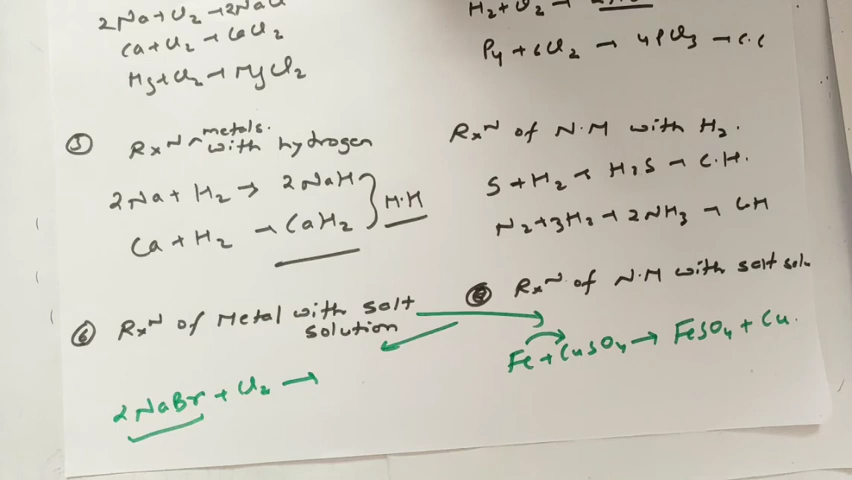 2Na + Cl2 → 2NaCl
Ca + Cl2 → CaCl2
Mg + Cl2 → MgCl2
H2 + Cl2 →
P4 + 6Cl2 → 4PCl3 → C.C
⑤ Rxⁿ metals with hydrogen
2Na + H2 → 2NaH
Ca + H2 → CaH2
M.H
Rxⁿ of N.M with H2.
S + H2 → H2S → C.H.
N2 + 3H2 → 2NH3 → CH
⑥ Rxⁿ of Metal with salt
solution
2NaBr + Cl2 →
Rxⁿ of N.M with salt solu
Fe + CuSO4 → FeSO4 + Cu.